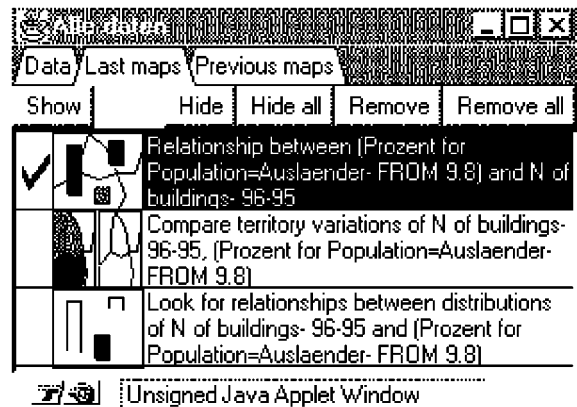 Alle daten
Data Last maps Previous maps
Show Hide Hide all Remove Remove all
Relationship between (Prozent for
Population=Auslaender- FROM 9.8) and N of
buildings- 96-95
Compare territory variations of N of buildings-
96-95, (Prozent for Population=Auslaender-
FROM 9.8)
Look for relationships between distributions
of N of buildings- 96-95 and (Prozent for
Population=Auslaender- FROM 9.8)
Unsigned Java Applet Window